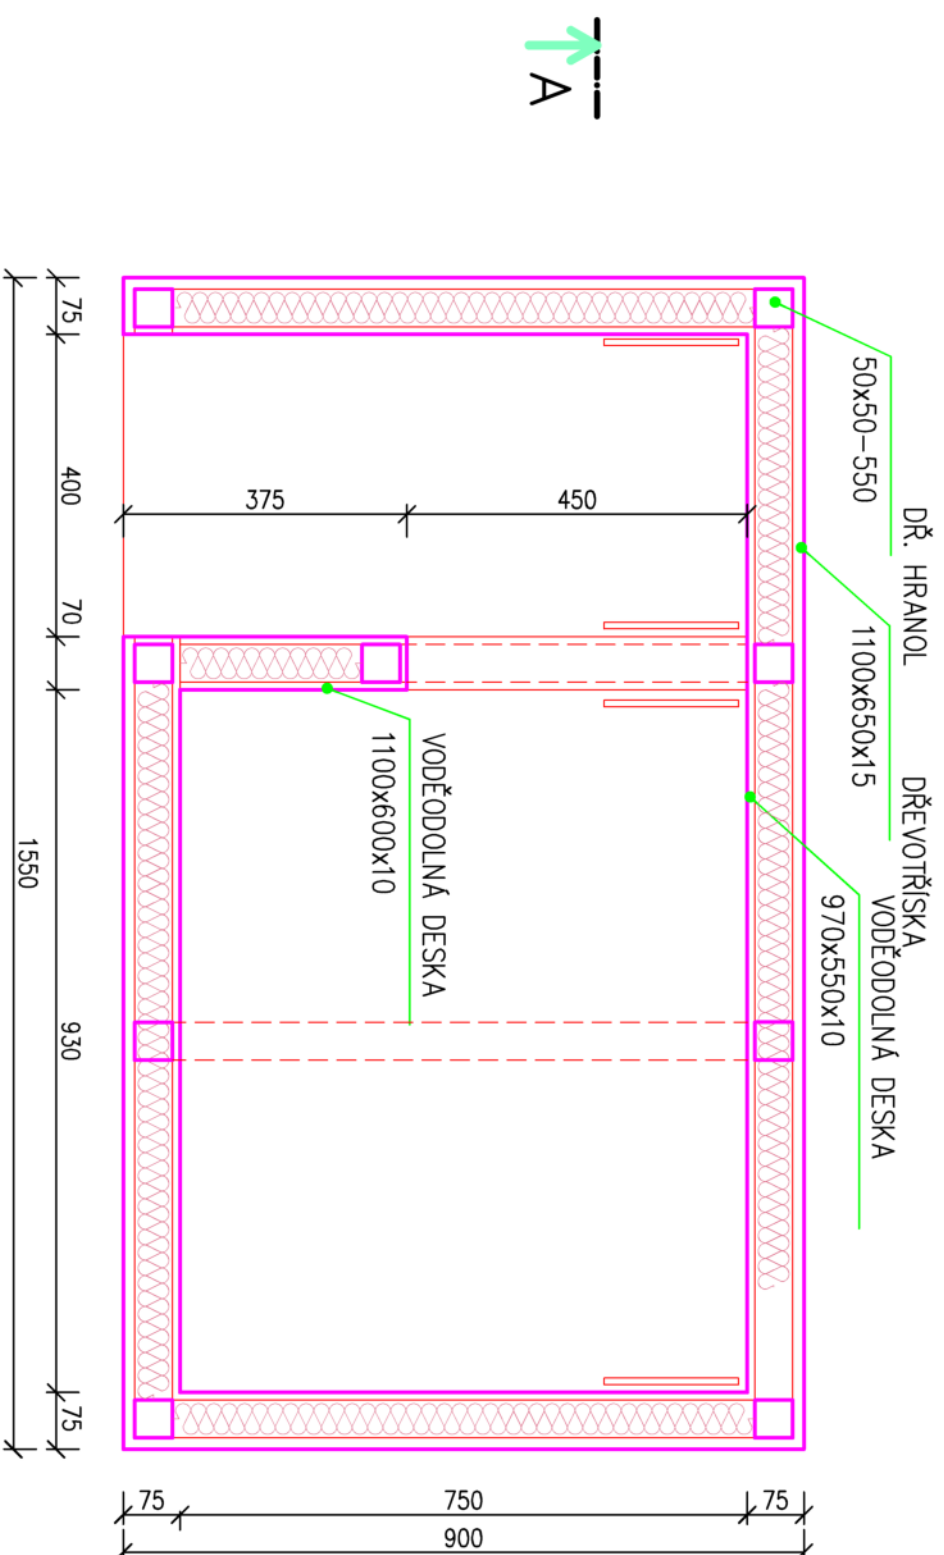 A
50x50-550
DŘ. HRANOL
1100x650x15
DŘEVOTŘÍSKA
970x550x10
VODĚODOLNÁ DESKA
VODĚODOLNÁ DESKA
1100x600x10
375
450
75
400
70
930
75
1550
75
750
75
900